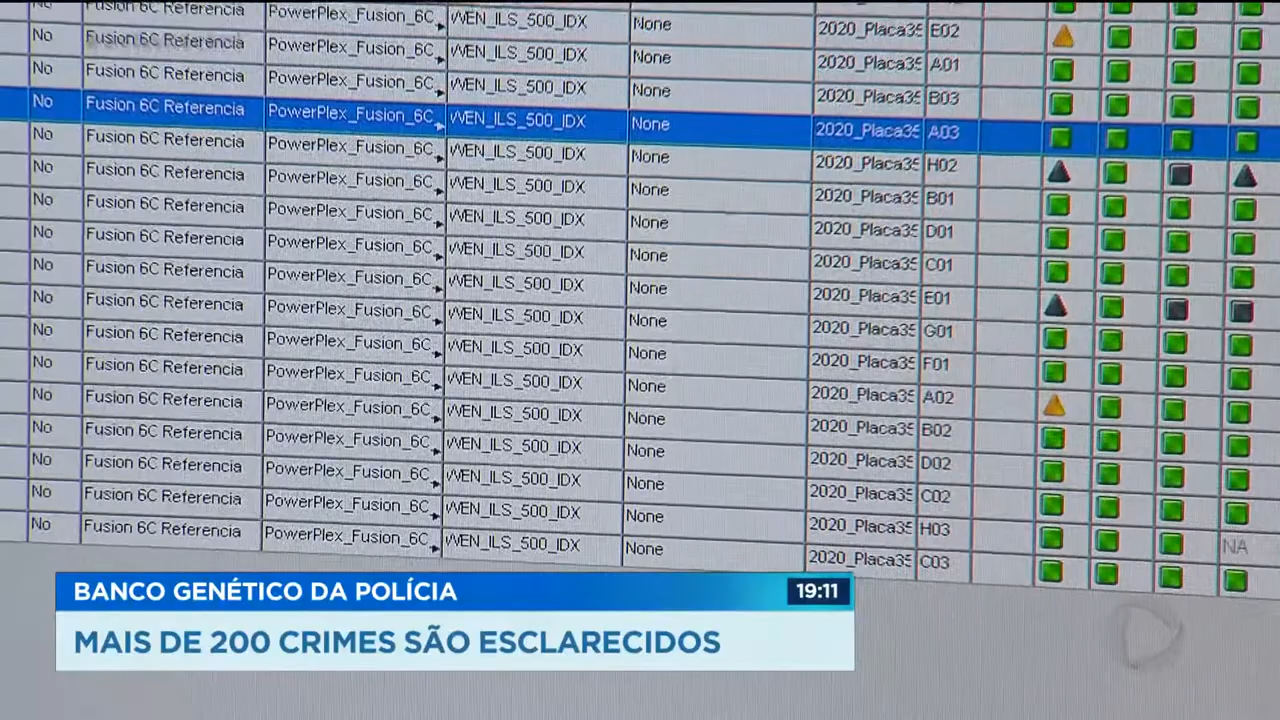 No Fusion 6C Referencia PowerPlex_Fusion_6C WEN_ILS_500_IDX None 2020_Placa35 E02
No Fusion 6C Referencia PowerPlex_Fusion_6C WEN_ILS_500_IDX None 2020_Placa35 A01
No Fusion 6C Referencia PowerPlex_Fusion_6C WEN_ILS_500_IDX None 2020_Placa35 B03
No Fusion 6C Referencia PowerPlex_Fusion_6C WEN_ILS_500_IDX None 2020_Placa35 A03
No Fusion 6C Referencia PowerPlex_Fusion_6C WEN_ILS_500_IDX None 2020_Placa35 H02
No Fusion 6C Referencia PowerPlex_Fusion_6C WEN_ILS_500_IDX None 2020_Placa35 B01
No Fusion 6C Referencia PowerPlex_Fusion_6C WEN_ILS_500_IDX None 2020_Placa35 D01
No Fusion 6C Referencia PowerPlex_Fusion_6C WEN_ILS_500_IDX None 2020_Placa35 C01
No Fusion 6C Referencia PowerPlex_Fusion_6C WEN_ILS_500_IDX None 2020_Placa35 E01
No Fusion 6C Referencia PowerPlex_Fusion_6C WEN_ILS_500_IDX None 2020_Placa35 G01
No Fusion 6C Referencia PowerPlex_Fusion_6C WEN_ILS_500_IDX None 2020_Placa35 F01
No Fusion 6C Referencia PowerPlex_Fusion_6C WEN_ILS_500_IDX None 2020_Placa35 A02
No Fusion 6C Referencia PowerPlex_Fusion_6C WEN_ILS_500_IDX None 2020_Placa35 B02
No Fusion 6C Referencia PowerPlex_Fusion_6C WEN_ILS_500_IDX None 2020_Placa35 D02
No Fusion 6C Referencia PowerPlex_Fusion_6C WEN_ILS_500_IDX None 2020_Placa35 C02
No Fusion 6C Referencia PowerPlex_Fusion_6C WEN_ILS_500_IDX None 2020_Placa35 H03 NA
No Fusion 6C Referencia PowerPlex_Fusion_6C WEN_ILS_500_IDX None 2020_Placa35 C03
BANCO GENÉTICO DA POLÍCIA 19:11
MAIS DE 200 CRIMES SÃO ESCLARECIDOS